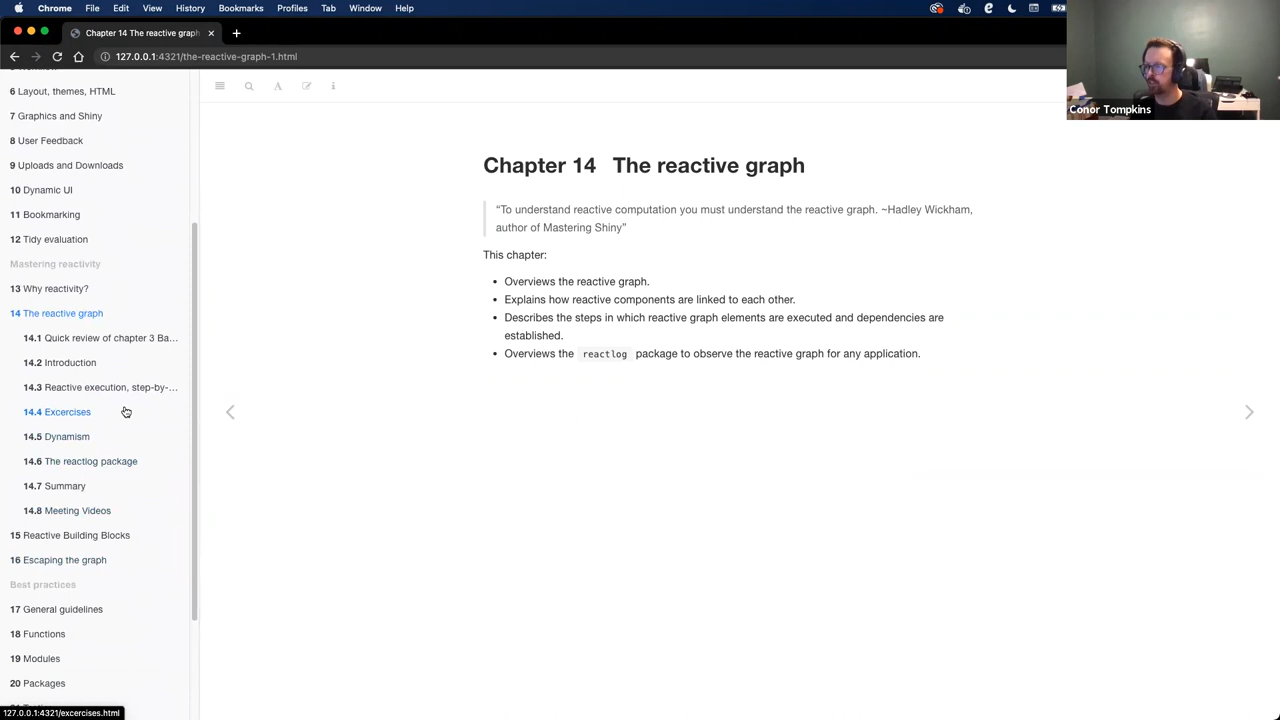 Chrome File Edit View History Bookmarks Profiles Tab Window Help
Chapter 14 The reactive graph
127.0.0.1:4321/the-reactive-graph-1.html
Conor Tompkins
6 Layout, themes, HTML
7 Graphics and Shiny
8 User Feedback
9 Uploads and Downloads
10 Dynamic UI
11 Bookmarking
12 Tidy evaluation
Mastering reactivity
13 Why reactivity?
14 The reactive graph
14.1 Quick review of chapter 3 Ba...
14.2 Introduction
14.3 Reactive execution, step-by-...
14.4 Excercises
14.5 Dynamism
14.6 The reactlog package
14.7 Summary
14.8 Meeting Videos
15 Reactive Building Blocks
16 Escaping the graph
Best practices
17 General guidelines
18 Functions
19 Modules
20 Packages
127.0.0.1:4321/excercises.html
Chapter 14 The reactive graph
“To understand reactive computation you must understand the reactive graph. ~Hadley Wickham,
author of Mastering Shiny”
This chapter:
• Overviews the reactive graph.
• Explains how reactive components are linked to each other.
• Describes the steps in which reactive graph elements are executed and dependencies are
established.
• Overviews the reactlog package to observe the reactive graph for any application.